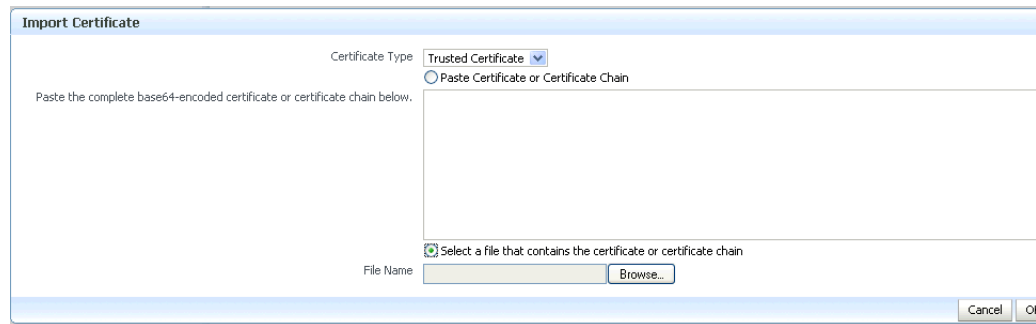 Import Certificate
Certificate Type Trusted Certificate
Paste Certificate or Certificate Chain
Paste the complete base64-encoded certificate or certificate chain below.
Select a file that contains the certificate or certificate chain
File Name Browse...
Cancel